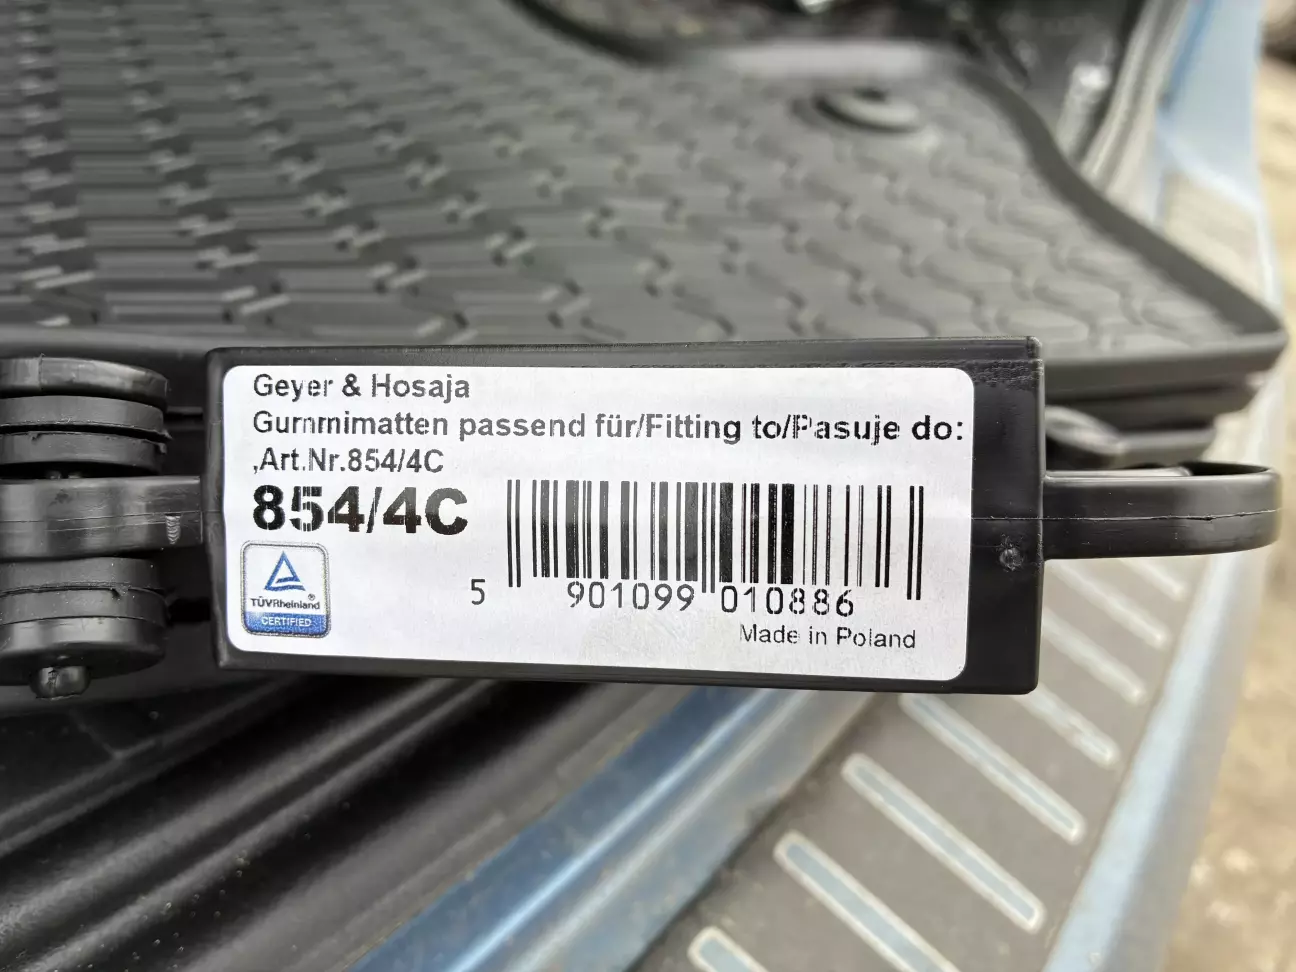 Geyer & Hosaja
Gummimatten passend für/Fitting to/Pasuje do:
,Art.Nr.854/4C
854/4C
5 901099 010886
TÜVRheinland®
CERTIFIED
Made in Poland